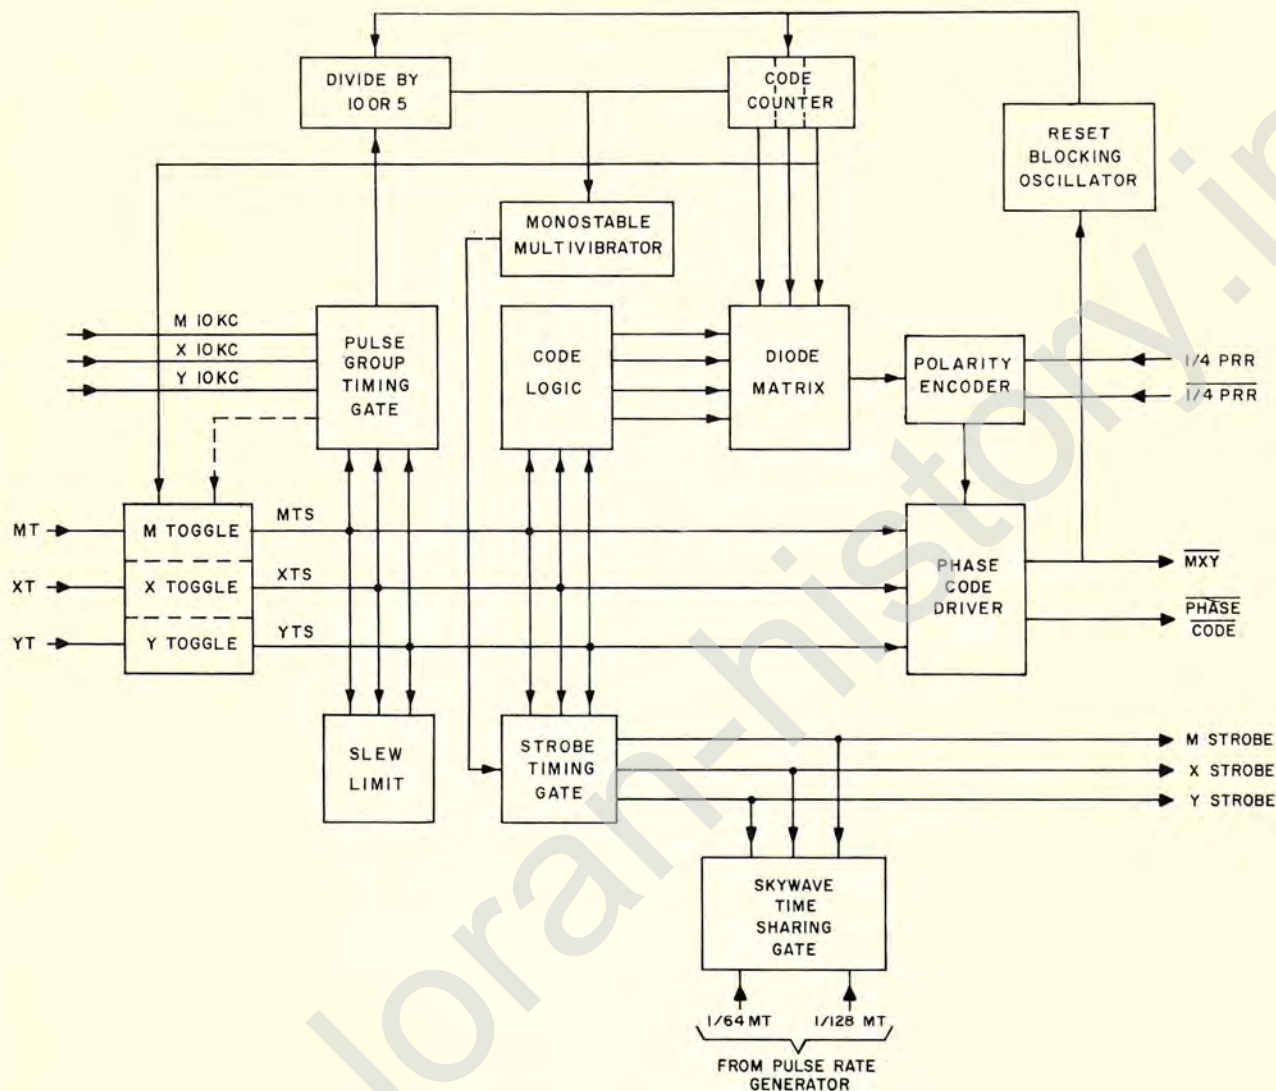 DIVIDE BY
10 OR 5
CODE
COUNTER
RESET
BLOCKING
OSCILLATOR
MONOSTABLE
MULTIVIBRATOR
M 10KC
X 10KC
Y 10KC
PULSE
GROUP
TIMING
GATE
CODE
LOGIC
DIODE
MATRIX
POLARITY
ENCODER
1/4 PRR
1/4 PRR
MT
XT
YT
M TOGGLE
X TOGGLE
Y TOGGLE
MTS
XTS
YTS
PHASE
CODE
DRIVER
MXY
PHASE
CODE
SLEW
LIMIT
STROBE
TIMING
GATE
M STROBE
X STROBE
Y STROBE
SKYWAVE
TIME
SHARING
GATE
1/64 MT
1/128 MT
FROM PULSE RATE
GENERATOR
loran-history.in